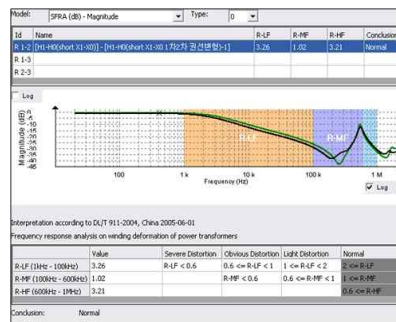 Model: SFRA (dB) - Magnitude Type: 0
Id Name R-LF R-MF R-HF Conclusion
R 1-2 [H1-H0(short X1-X0)] - [H1-H0(short X1-X0 1차2차 권선변형)-1] 3.26 1.02 3.21 Normal
R 1-3
R 2-3
Log
Magnitude (dB)
R-LF R-MF
100 1 k 10 k 100 k 1 M
Frequency (Hz)
Log
Interpretation according to DL/T 911-2004, China 2005-06-01
Frequency response analysis on winding deformation of power transformers
Value Severe Distortion Obvious Distortion Light Distortion Normal
R-LF (1kHz - 100kHz) 3.26 R-LF < 0.6 0.6 <= R-LF < 1 1 <= R-LF < 2 2 <= R-LF
R-MF (100kHz - 600kHz) 1.02 R-MF < 0.6 0.6 <= R-MF < 1 1 <= R-MF
R-HF (600kHz - 1MHz) 3.21 0.6 <= R-HF
Conclusion: Normal